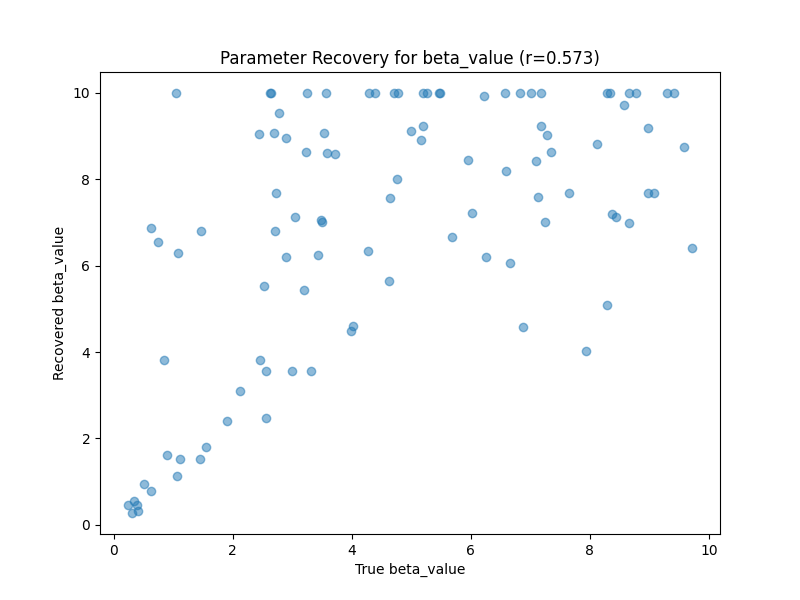 Parameter Recovery for beta_value (r=0.573)
10
8
6
4
2
0
Recovered beta_value
0 2 4 6 8 10
True beta_value